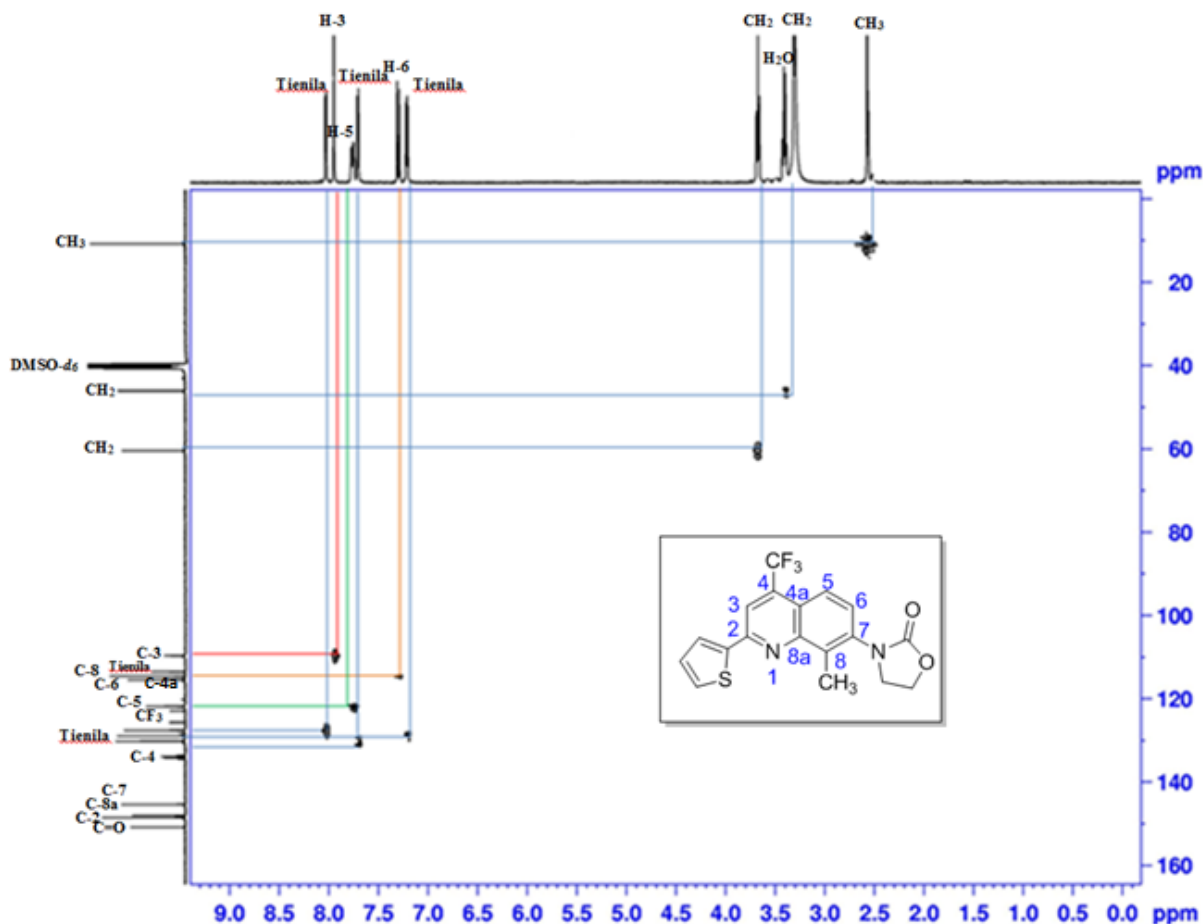 H-3
CH2
CH2
CH3
H2O
Tienila
Tienila
H-6
Tienila
H-5
ppm
CH3
20
DMSO-d6
40
CH2
CH2
60
80
CF3
4
5
3
4a
6
O
2
7
N
O
N
8a
8
1
S
CH3
100
C-3
Tienila
C-8
C-6
C-4a
C-5
120
CF3
Tienila
C-4
140
C-7
C-8a
C-2
C=O
160
9.0 8.5 8.0 7.5 7.0 6.5 6.0 5.5 5.0 4.5 4.0 3.5 3.0 2.5 2.0 1.5 1.0 0.5 0.0 ppm